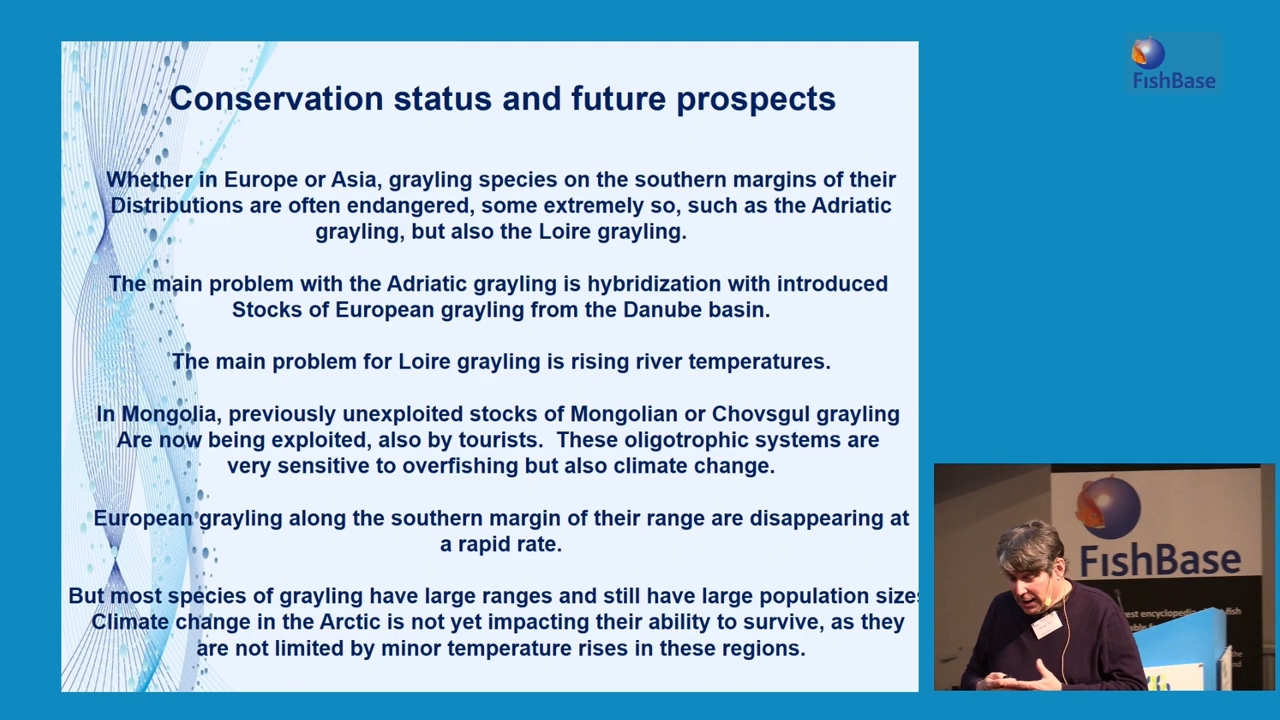 Conservation status and future prospects
Whether in Europe or Asia, grayling species on the southern margins of their
Distributions are often endangered, some extremely so, such as the Adriatic
grayling, but also the Loire grayling.
The main problem with the Adriatic grayling is hybridization with introduced
Stocks of European grayling from the Danube basin.
The main problem for Loire grayling is rising river temperatures.
In Mongolia, previously unexploited stocks of Mongolian or Chovsgul grayling
Are now being exploited, also by tourists. These oligotrophic systems are
very sensitive to overfishing but also climate change.
European grayling along the southern margin of their range are disappearing at
a rapid rate.
But most species of grayling have large ranges and still have large population sizes
Climate change in the Arctic is not yet impacting their ability to survive, as they
are not limited by minor temperature rises in these regions.
FishBase
FishBase
encyclopedia
fish